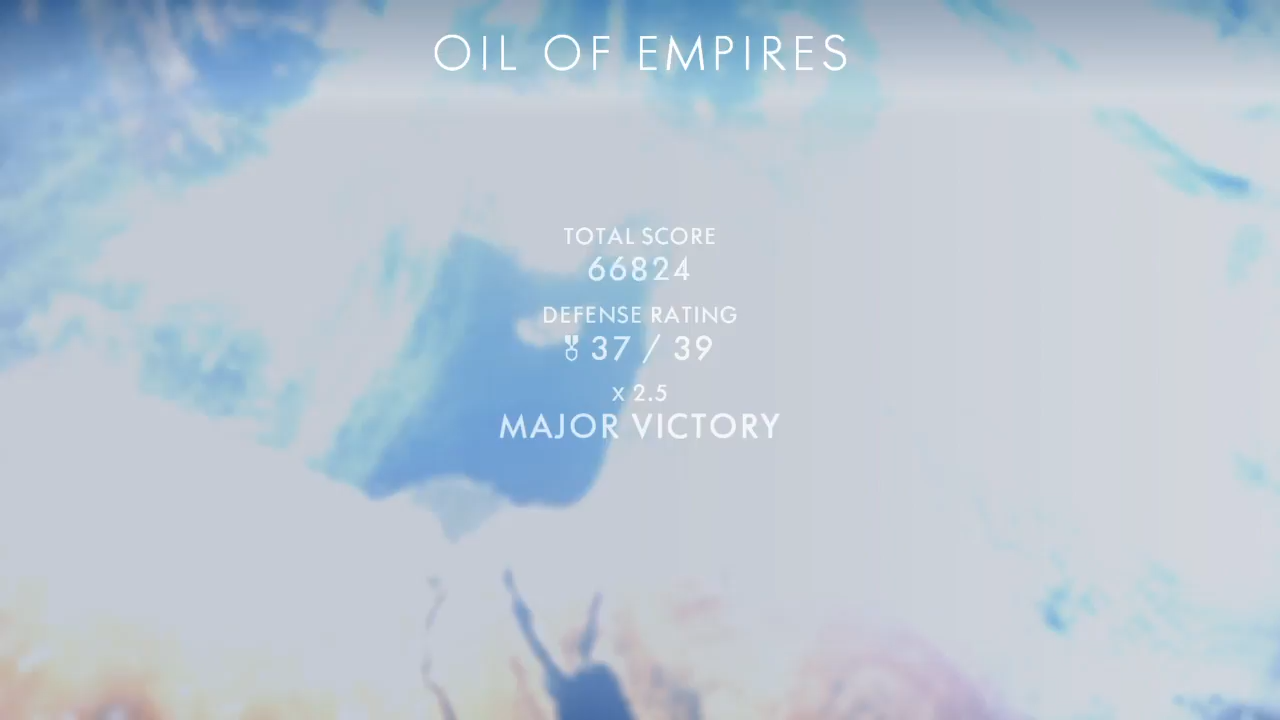 OIL OF EMPIRES
TOTAL SCORE
66824
DEFENSE RATING
37 / 39
x 2.5
MAJOR VICTORY